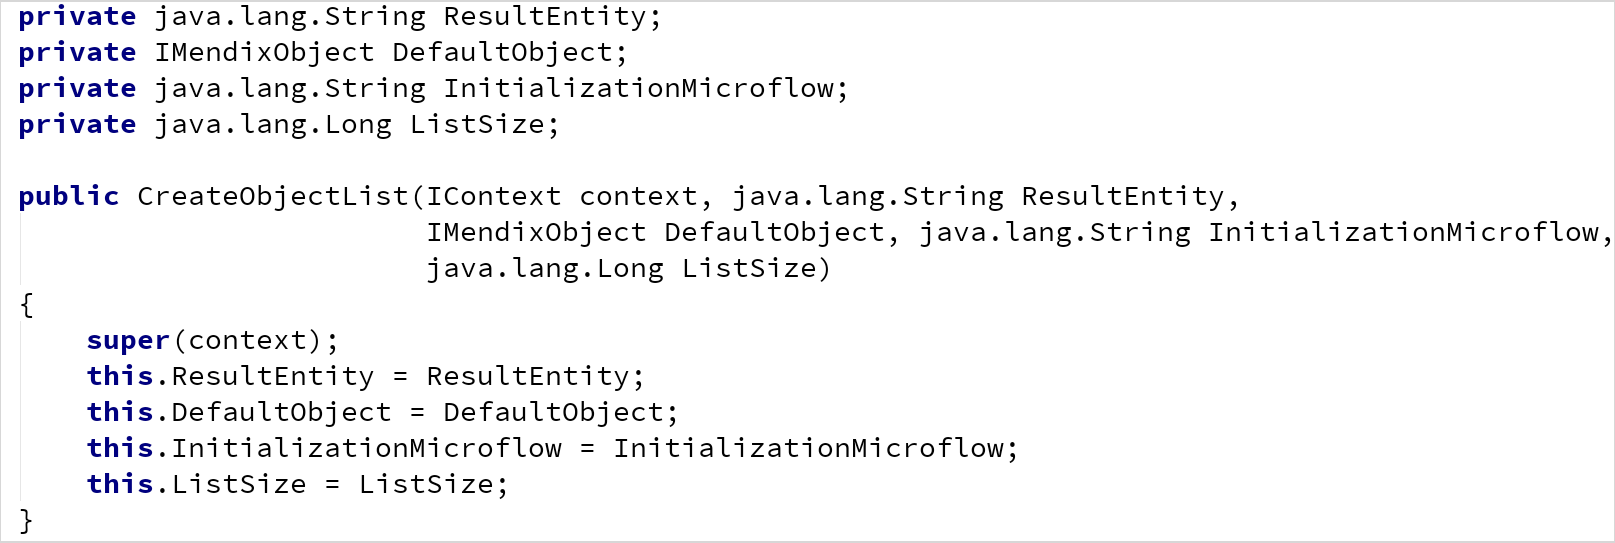 private java.lang.String ResultEntity;
private IMendixObject DefaultObject;
private java.lang.String InitializationMicroflow;
private java.lang.Long ListSize;

public CreateObjectList(IContext context, java.lang.String ResultEntity,
                        IMendixObject DefaultObject, java.lang.String InitializationMicroflow,
                        java.lang.Long ListSize)
{
    super(context);
    this.ResultEntity = ResultEntity;
    this.DefaultObject = DefaultObject;
    this.InitializationMicroflow = InitializationMicroflow;
    this.ListSize = ListSize;
}